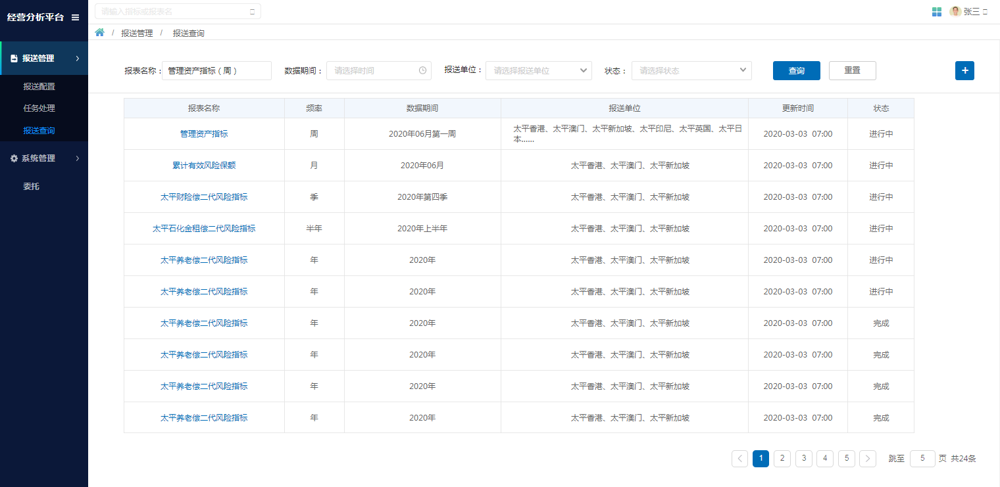 经营分析平台
请输入指标或报表名
张三
/ 报送管理 / 报送查询
报送管理
报送配置
任务处理
报送查询
系统管理
委托
报表名称： 管理资产指标（周） 数据期间： 请选择时间 报送单位： 请选择报送单位 状态： 请选择状态 查询 重置 +
报表名称 频率 数据期间 报送单位 更新时间 状态
管理资产指标 周 2020年06月第一周 太平香港、太平澳门、太平新加坡、太平印尼、太平英国、太平日
本...... 2020-03-03 07:00 进行中
累计有效风险保额 月 2020年06月 太平香港、太平澳门、太平新加坡 2020-03-03 07:00 进行中
太平财险偿二代风险指标 季 2020年第四季 太平香港、太平澳门、太平新加坡 2020-03-03 07:00 进行中
太平石化金租偿二代风险指标 半年 2020年上半年 太平香港、太平澳门、太平新加坡 2020-03-03 07:00 进行中
太平养老偿二代风险指标 年 2020年 太平香港、太平澳门、太平新加坡 2020-03-03 07:00 进行中
太平养老偿二代风险指标 年 2020年 太平香港、太平澳门、太平新加坡 2020-03-03 07:00 进行中
太平养老偿二代风险指标 年 2020年 太平香港、太平澳门、太平新加坡 2020-03-03 07:00 完成
太平养老偿二代风险指标 年 2020年 太平香港、太平澳门、太平新加坡 2020-03-03 07:00 完成
太平养老偿二代风险指标 年 2020年 太平香港、太平澳门、太平新加坡 2020-03-03 07:00 完成
太平养老偿二代风险指标 年 2020年 太平香港、太平澳门、太平新加坡 2020-03-03 07:00 完成
1 2 3 4 5 跳至 5 页 共24条